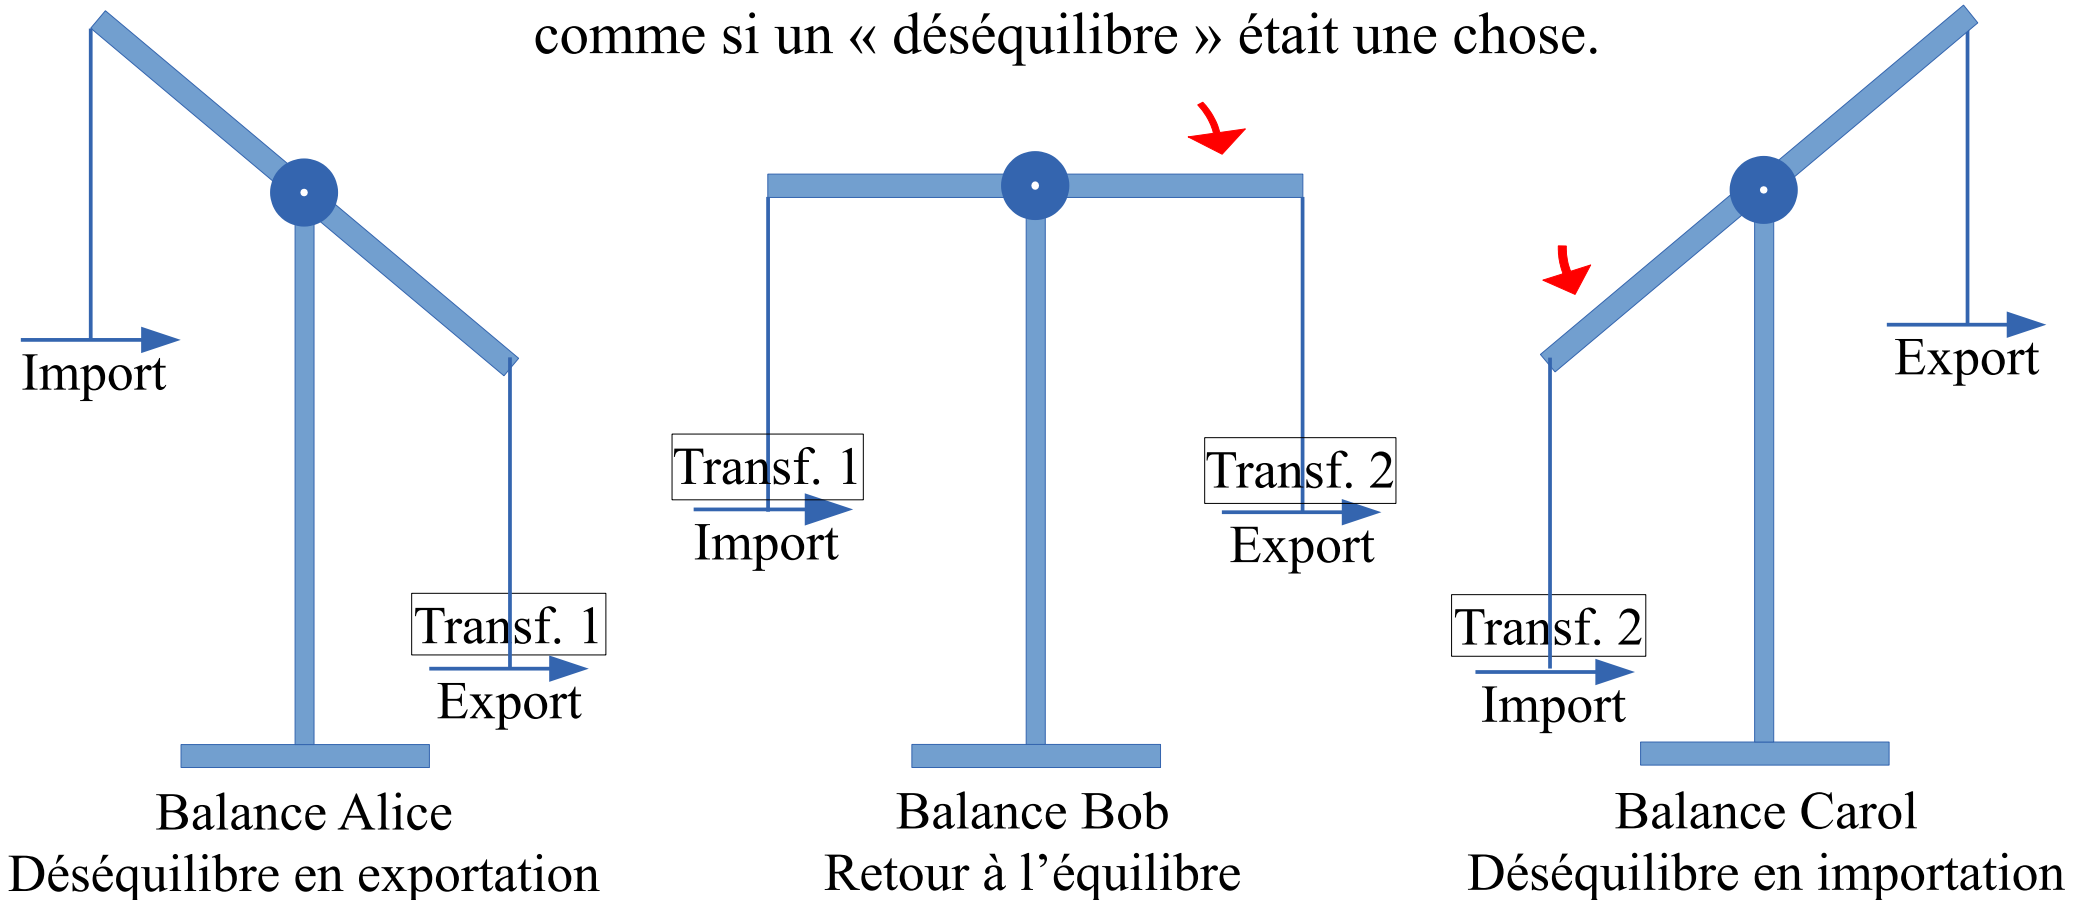 comme si un « déséquilibre » était une chose.
Import
Transf. 1
Export
Balance Alice
Déséquilibre en exportation
Transf. 1
Import
Transf. 2
Export
Balance Bob
Retour à l’équilibre
Export
Transf. 2
Import
Balance Carol
Déséquilibre en importation